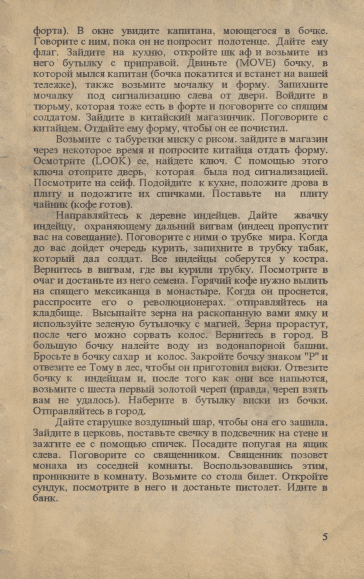 форта). В окне увидите капитана, моющегося в бочке.
Говорите с ним, пока он не попросит полотенце. Дайте ему
флаг. Зайдите на кухню, откройте шк аф и возьмите из
него бутылку с приправой. Двиньте (MOVE) бочку, в
которой мылся капитан (бочка покатится и встанет на вашей
тележке), также возьмите мочалку и форму. Запихните
мочалку под сигнализацию слева от двери. Войдите в
тюрьму, которая тоже есть в форте и поговорите со спящим
солдатом. Зайдите в китайский магазинчик. Поговорите с
китайцем. Отдайте ему форму, чтобы он ее почистил.
Возьмите с табуретки миску с рисом. зайдите в магазин
через некоторое время и попросите китайца отдать форму.
Осмотрите (LOOK) ее, найдете ключ. С помощью этого
ключа отоприте дверь, которая была под сигнализацией.
Посмотрите на сейф. Подойдите к кухне, положите дрова в
плиту и подожгите их спичками. Поставьте на плиту
чайник (кофе готов).
Направляйтесь к деревне индейцев. Дайте жвачку
индейцу, охраняющему дальний вигвам (индеец пропустит
вас на совещание). Поговорите с ними о трубке мира. Когда
до вас дойдет очередь курить, запихните в трубку табак,
который дал солдат. Все индейцы соберутся у костра.
Вернитесь в вигвам, где вы курили трубку. Посмотрите в
очаг и достаньте из него семена. Горячий кофе нужно вылить
на спящего мексиканца в монастыре. Когда он проснется,
расспросите его о революционерах. отправляйтесь на
кладбище. Высыпайте зерна на раскопанную вами ямку и
используйте зеленую бутылочку с магией. Зерна прорастут,
после чего можно сорвать колос. Вернитесь в город. В
большую бочку налейте воду из водонапорной башни.
Бросьте в бочку сахар и колос. Закройте бочку знаком "P" и
отвезите ее Тому в лес, чтобы он приготовил виски. Отвезите
бочку к индейцам и, после того как они все напьются,
возьмите с шеста первый золотой череп (правда, череп взять
вам не удалось). Наберите в бутылку виски из бочки.
Отправляйтесь в город.
Дайте старушке воздушный шар, чтобы она его зашила.
Зайдите в церковь, поставьте свечку в подсвечник на стене и
зажгите ее с помощью спичек. Посадите попугая на ящик
слева. Поговорите со священником. Священник позовет
монаха из соседней комнаты. Воспользовавшись этим,
проникните в комнату. Возьмите со стола билет. Откройте
сундук, посмотрите в него и достаньте пистолет. Идите в
банк.
5